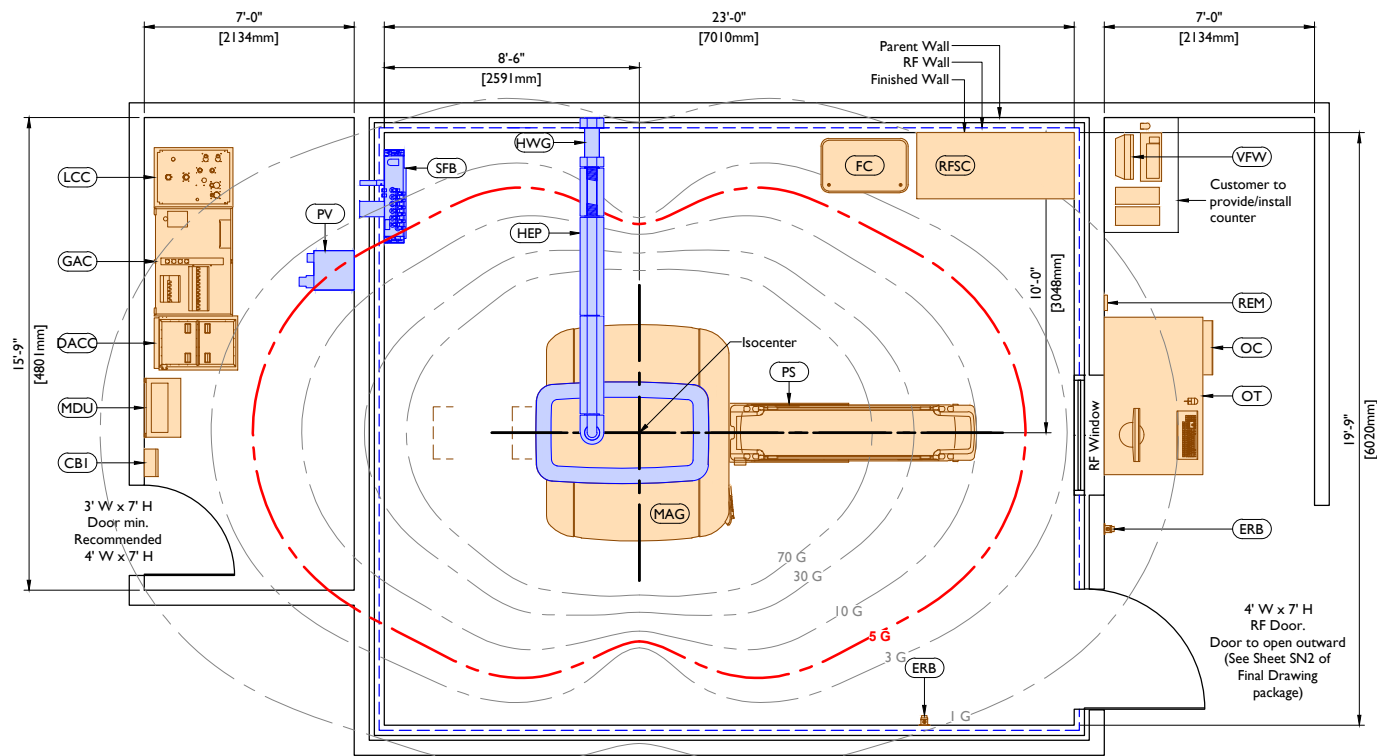 7'-0"
[2134mm]
23'-0"
[7010mm]
7'-0"
[2134mm]
8'-6"
[2591mm]
Parent Wall
RF Wall
Finished Wall
HWG
SFB
FC
RFSC
VFW
LCC
Customer to
provide/install
counter
PV
HEP
GAC
10'-0"
[3048mm]
REM
DACC
Isocenter
OC
15'-9"
[4801mm]
PS
OT
MDU
RF Window
19'-9"
[6020mm]
CB1
MAG
3' W x 7' H
Door min.
Recommended
4' W x 7' H
ERB
70 G
30 G
10 G
5 G
3 G
1 G
ERB
4' W x 7' H
RF Door.
Door to open outward
(See Sheet SN2 of
Final Drawing
package)